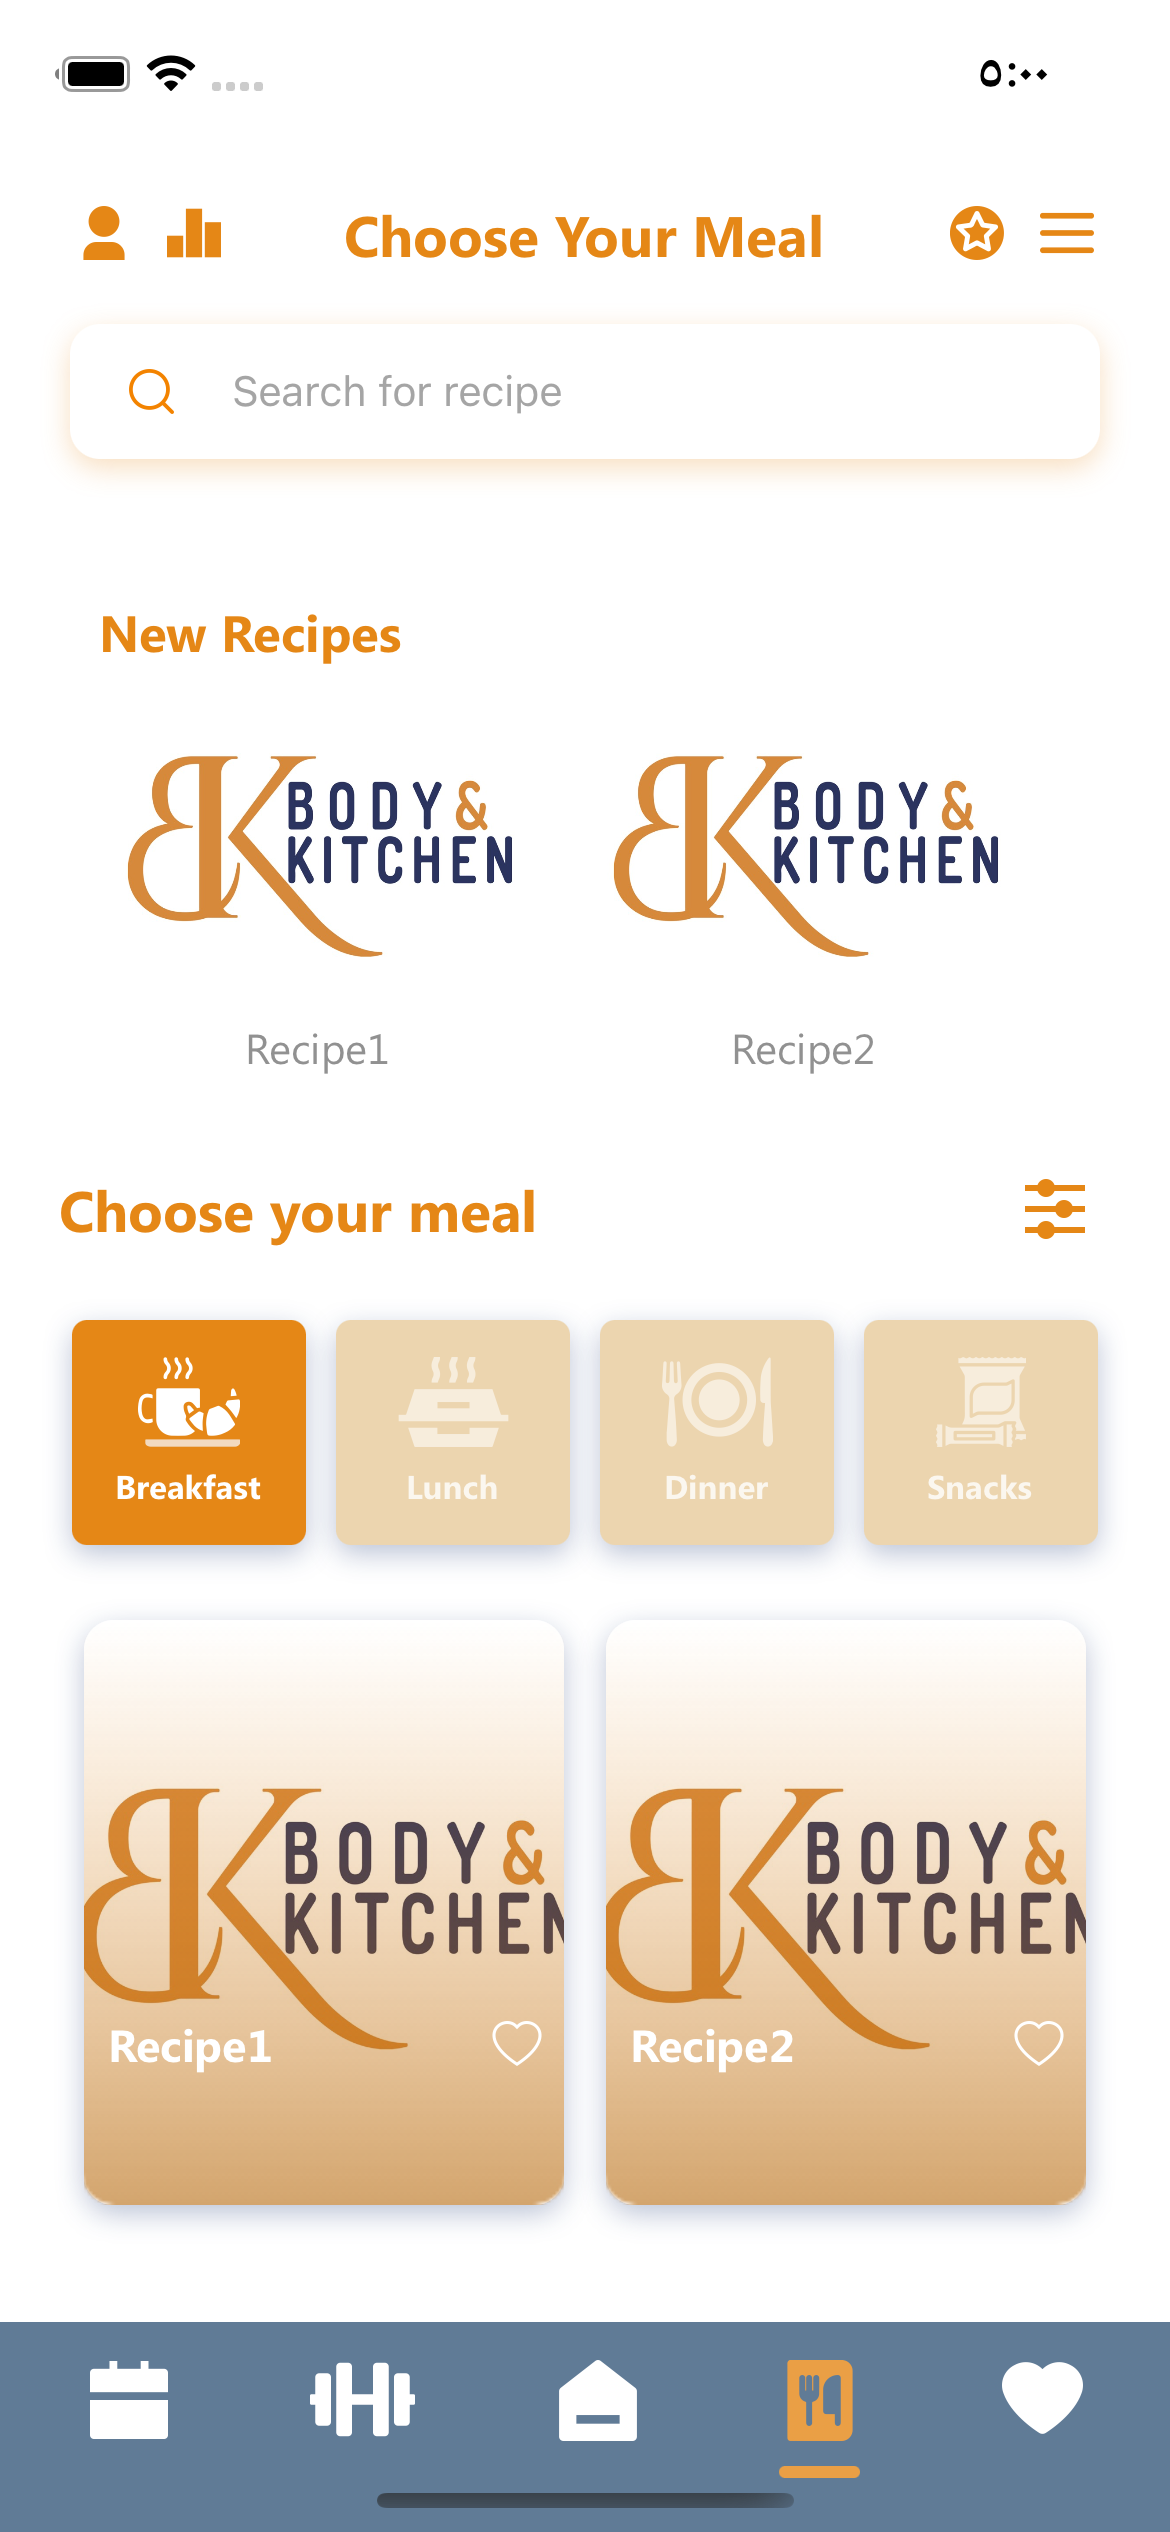 ٥:٠٠
Choose Your Meal
Search for recipe
New Recipes
BK BODY&
KITCHEN
BK BODY&
KITCHEN
Recipe1
Recipe2
Choose your meal
Breakfast
Lunch
Dinner
Snacks
BK BODY&
KITCHEN
Recipe1
BK BODY&
KITCHEN
Recipe2